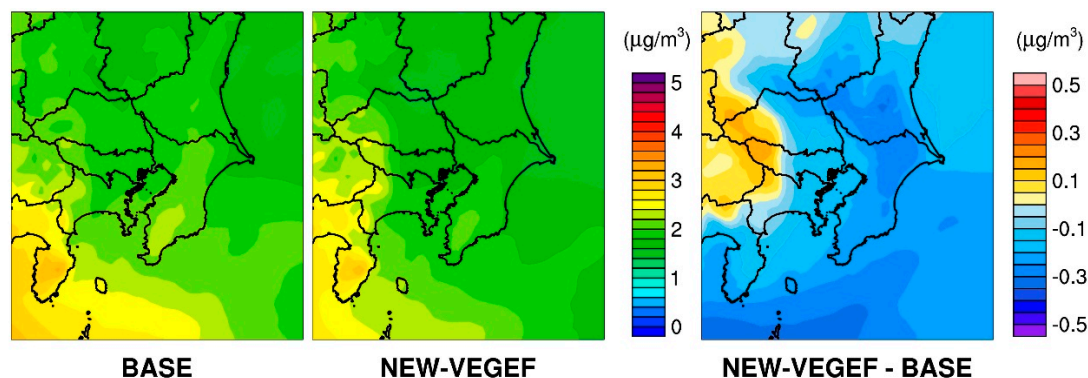 (μg/m³)
5
4
3
2
1
0
(μg/m³)
0.5
0.3
0.1
-0.1
-0.3
-0.5
BASE
NEW-VEGEF
NEW-VEGEF - BASE